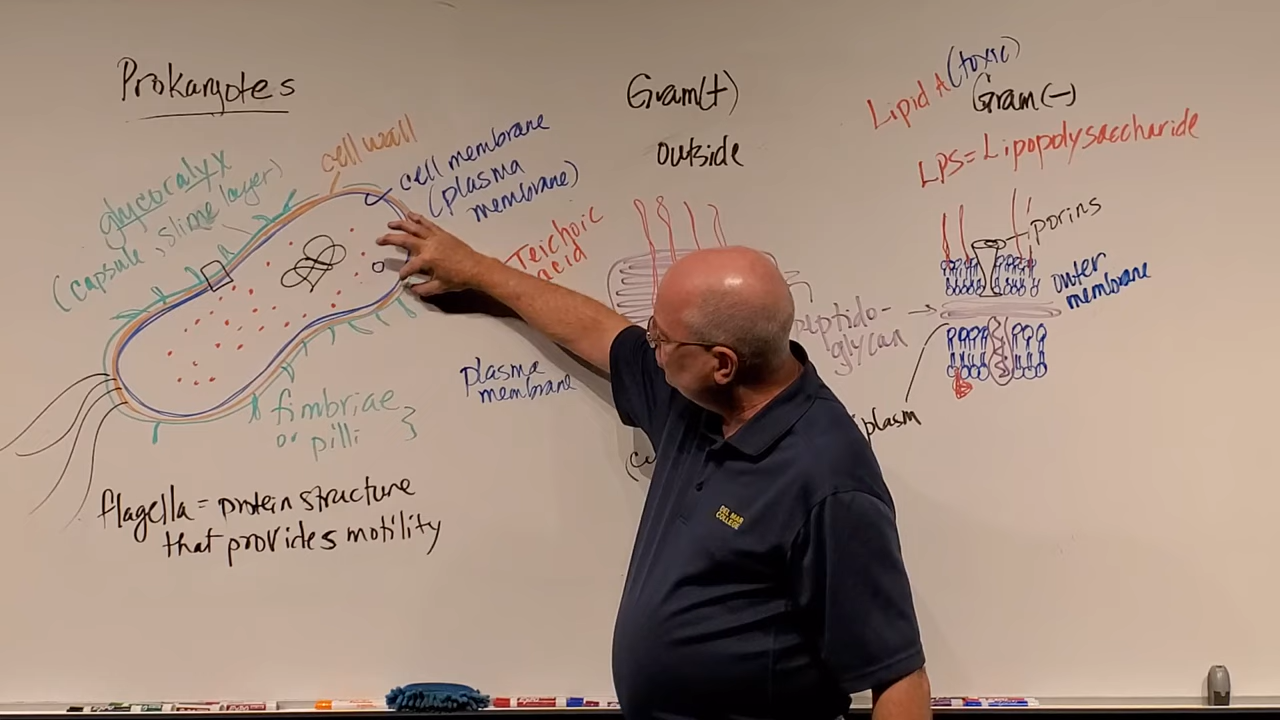 Prokaryotes
cell wall
cell membrane
(plasma
membrane)
glycocalyx
(capsule, slime layer)
fimbriae
or pilli }
flagella = protein structure
that provides motility
Gram(+)
outside
Teichoic
acid
plasma
membrane
peptido-
glycan
Lipid A (toxic)
Gram(-)
LPS = Lipopolysaccharide
porins
outer
membrane
plasm
DEL MAR
COLLEGE